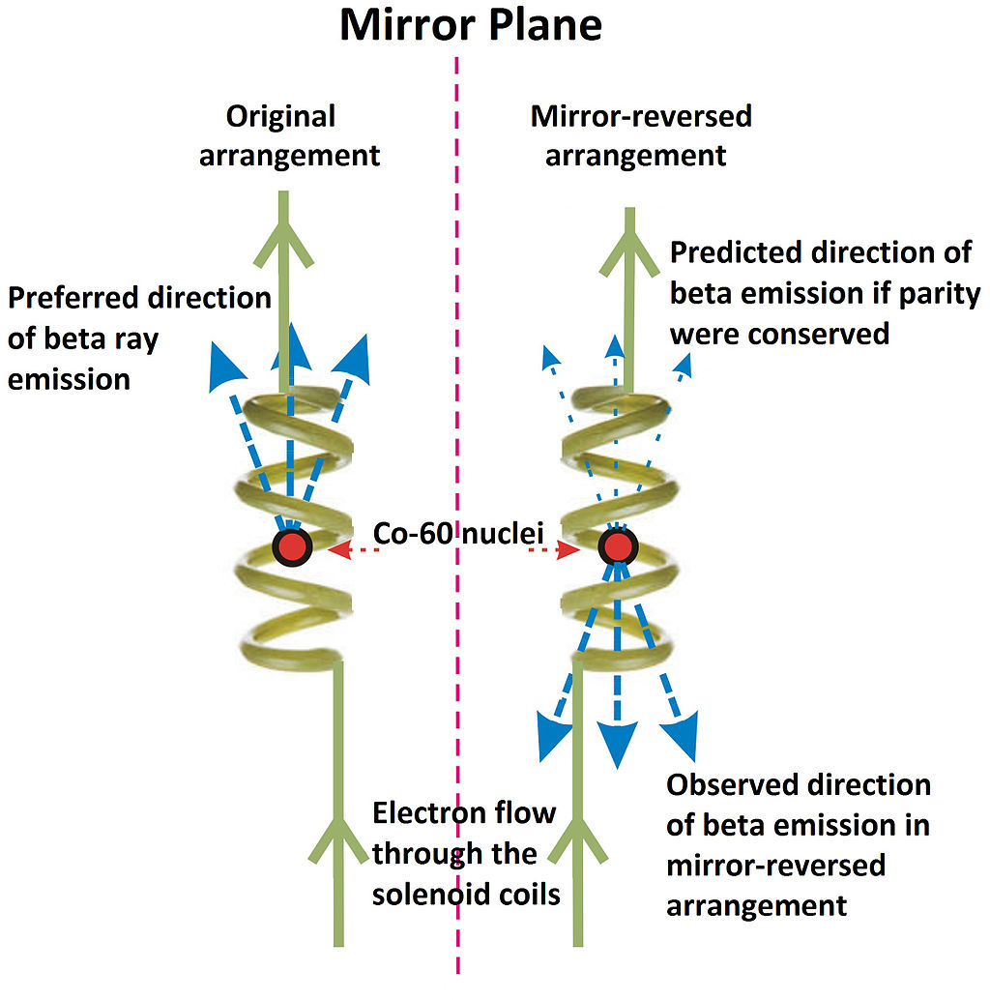 Mirror Plane
Original
arrangement
Mirror-reversed
arrangement
Preferred direction
of beta ray
emission
Predicted direction of
beta emission if parity
were conserved
Co-60 nuclei
Electron flow
through the
solenoid coils
Observed direction
of beta emission in
mirror-reversed
arrangement